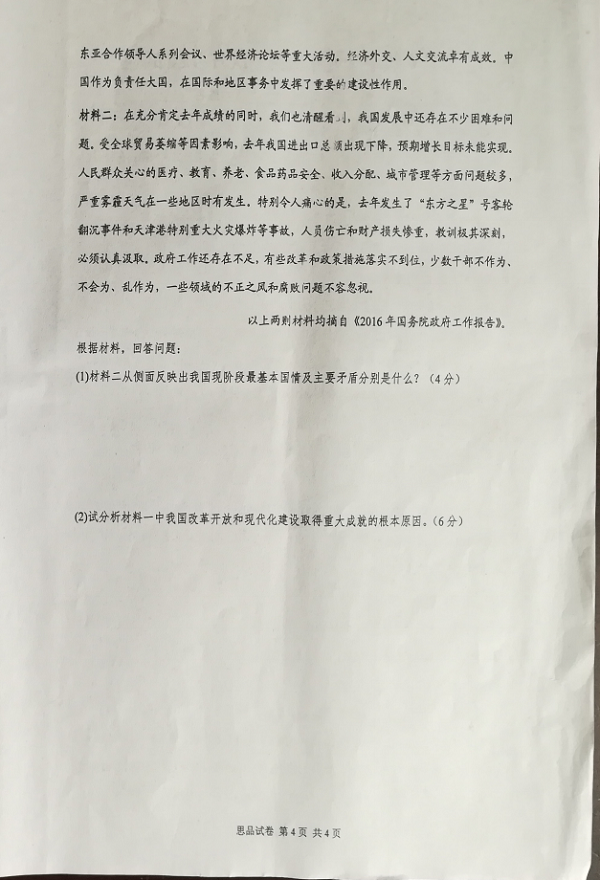 东亚合作领导人系列会议、世界经济论坛等重大活动。经济外交、人文交流卓有成效。中
国作为负责任大国，在国际和地区事务中发挥了重要的建设性作用。
材料二：在充分肯定去年成绩的同时，我们也清醒看到，我国发展中还存在不少困难和问
题。受全球贸易萎缩等因素影响，去年我国进出口总额出现下降，预期增长目标未能实现。
人民群众关心的医疗、教育、养老、食品药品安全、收入分配、城市管理等方面问题较多，
严重雾霾天气在一些地区时有发生。特别令人痛心的是，去年发生了“东方之星”号客轮
翻沉事件和天津港特别重大火灾爆炸等事故，人员伤亡和财产损失惨重，教训极其深刻，
必须认真汲取。政府工作还存在不足，有些改革和政策措施落实不到位，少数干部不作为、
不会为、乱作为，一些领域的不正之风和腐败问题不容忽视。
以上两则材料均摘自《2016年国务院政府工作报告》。
根据材料，回答问题：
(1)材料二从侧面反映出我国现阶段最基本国情及主要矛盾分别是什么？（4分）
(2)试分析材料一中我国改革开放和现代化建设取得重大成就的根本原因。（6分）
思品试卷 第4页 共4页